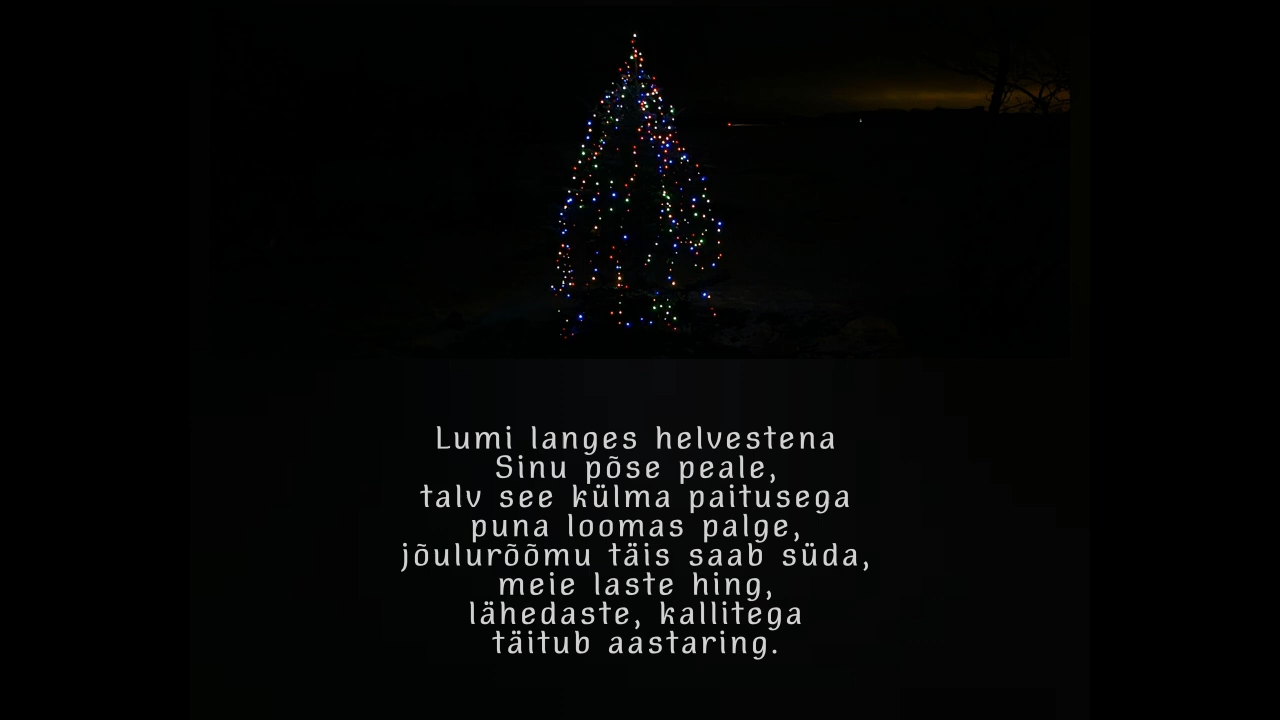 Lumi langes helvestena
Sinu põse peale,
talv see külma paitusega
puna loomas palge,
jõulurõõmu täis saab süda,
meie laste hing,
lähedaste, kallitega
täitub aastaring.